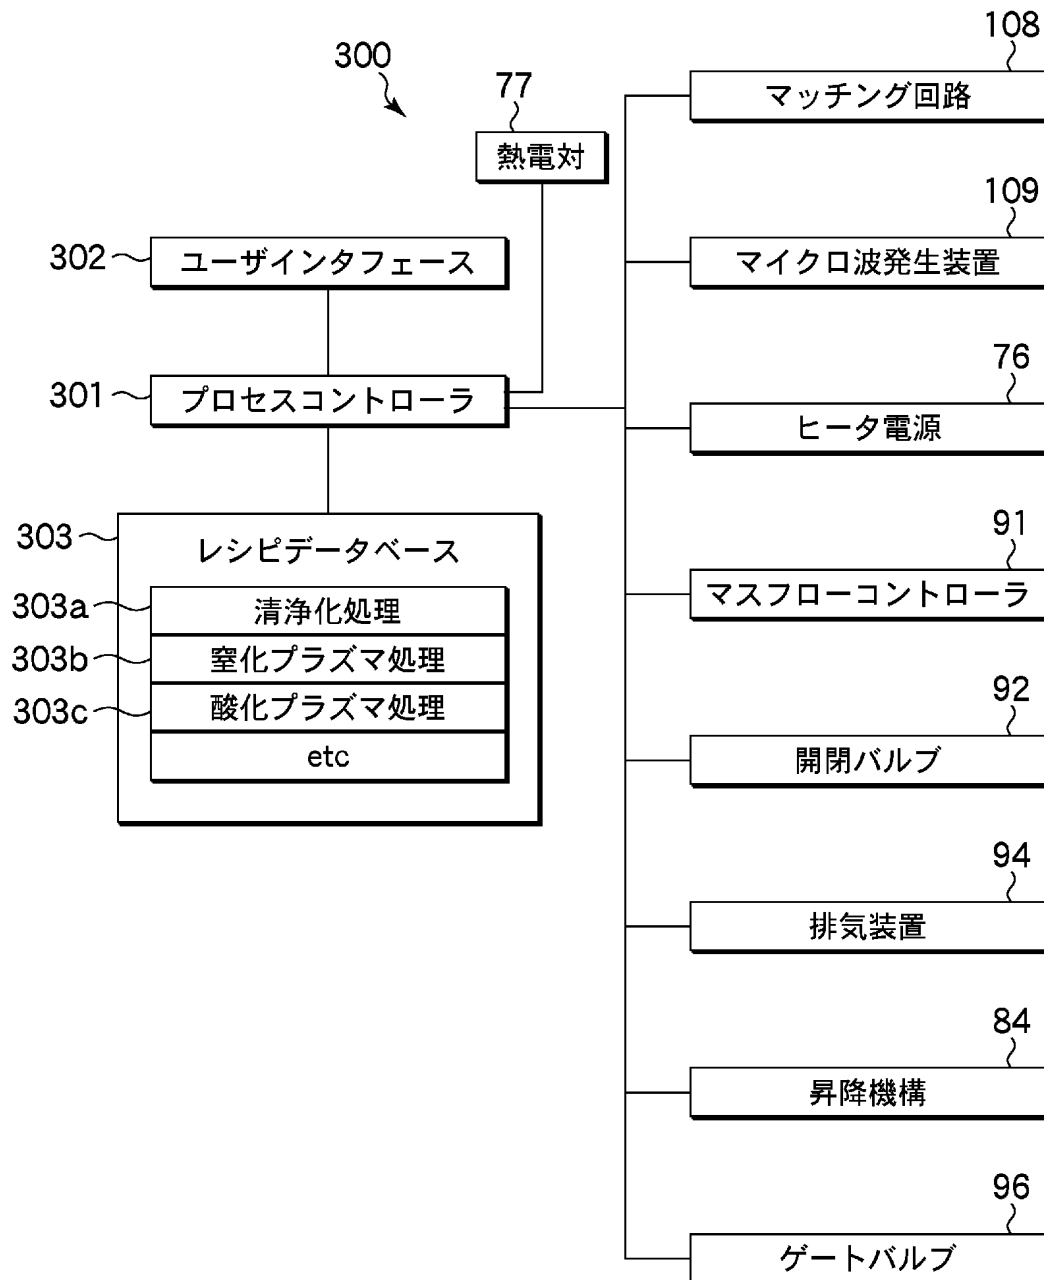 300
77
熱電対
302
ユーザインタフェース
301
プロセスコントローラ
303
レシピデータベース
303a
清浄化処理
303b
窒化プラズマ処理
303c
酸化プラズマ処理
etc
108
マッチング回路
109
マイクロ波発生装置
76
ヒータ電源
91
マスフローコントローラ
92
開閉バルブ
94
排気装置
84
昇降機構
96
ゲートバルブ